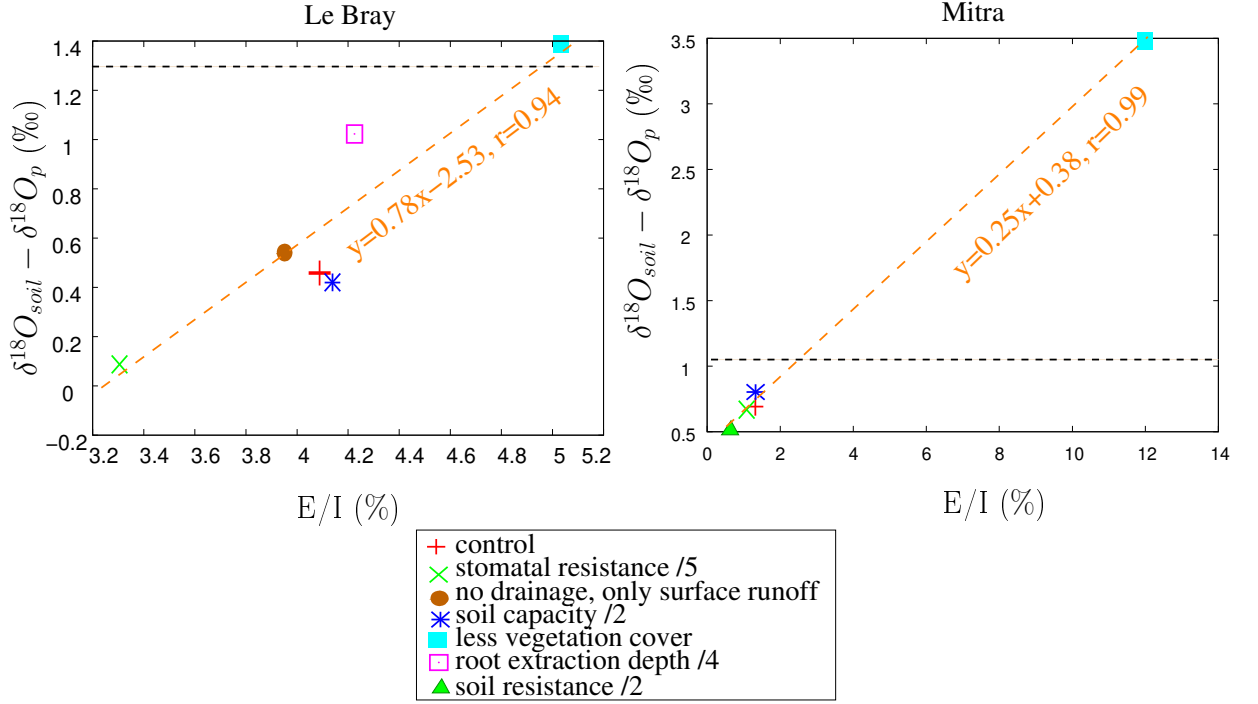 Le Bray
1.4
1.2
1
0.8
0.6
0.4
0.2
0
−0.2
δ¹⁸O_soil − δ¹⁸O_p (‰)
y=0.78x−2.53, r=0.94
3.2 3.4 3.6 3.8 4 4.2 4.4 4.6 4.8 5 5.2
E/I (%)
Mitra
3.5
3
2.5
2
1.5
1
0.5
δ¹⁸O_soil − δ¹⁸O_p (‰)
y=0.25x+0.38, r=0.99
0 2 4 6 8 10 12 14
E/I (%)
control
stomatal resistance /5
no drainage, only surface runoff
soil capacity /2
less vegetation cover
root extraction depth /4
soil resistance /2